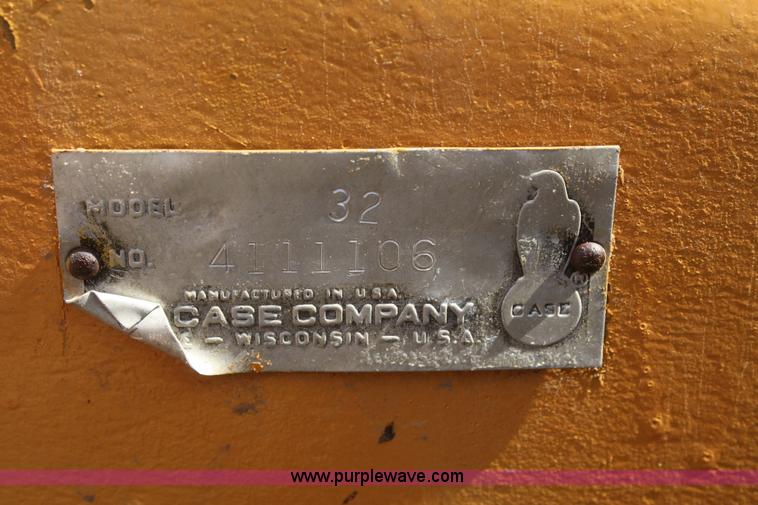 MODEL 32
NO. 4111106
MANUFACTURED IN U.S.A.
CASE COMPANY
— WISCONSIN — U.S.A.
CASE ®
www.purplewave.com